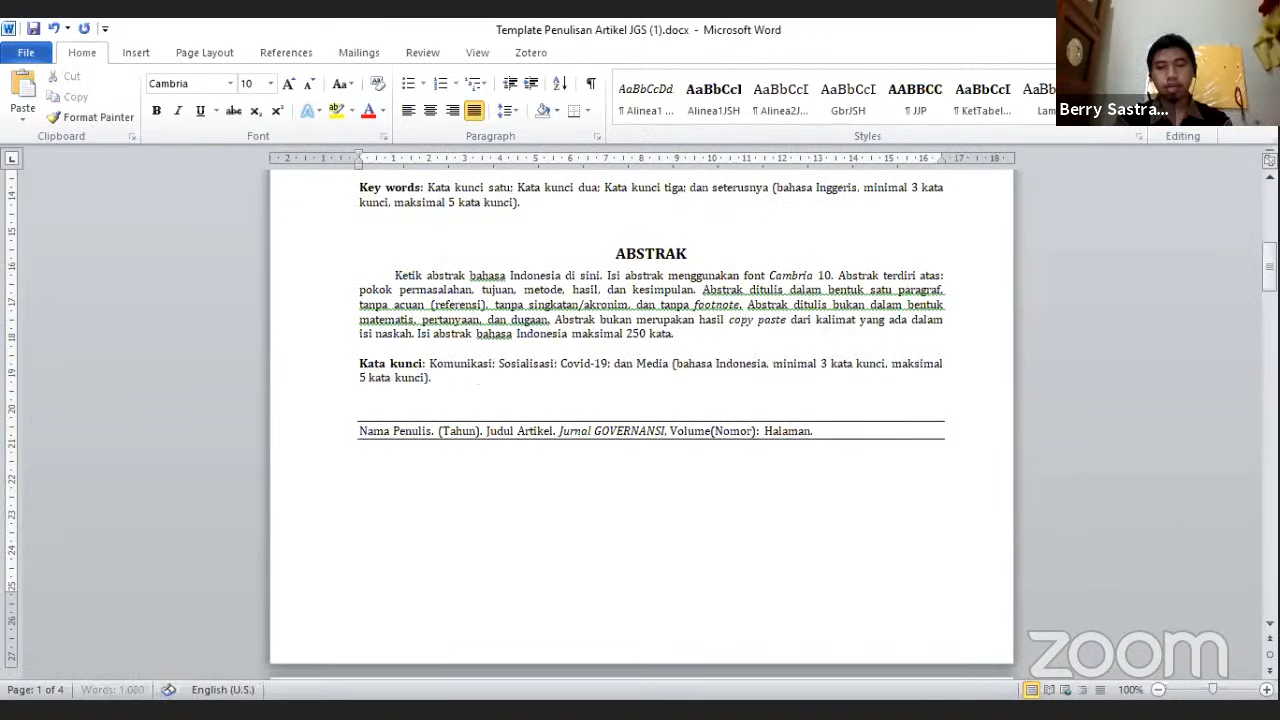 Template Penulisan Artikel JGS (1).docx - Microsoft Word
File Home Insert Page Layout References Mailings Review View Zotero
Cut
Copy
Paste
Format Painter
Cambria 10
AaBbCcDd AaBbCcI AaBbCcI AaBbCcI AABBCC AaBbCcI AaBb
¶ Alinea1 ... Alinea1JSH ¶ Alinea2J... GbrJSH ¶ JJP ¶ KetTabel... Lam
Clipboard Font Paragraph Styles Editing
Berry Sastra...
Key words: Kata kunci satu; Kata kunci dua; Kata kunci tiga; dan seterusnya (bahasa Inggeris, minimal 3 kata
kunci, maksimal 5 kata kunci).
ABSTRAK
Ketik abstrak bahasa Indonesia di sini. Isi abstrak menggunakan font Cambria 10. Abstrak terdiri atas:
pokok permasalahan, tujuan, metode, hasil, dan kesimpulan. Abstrak ditulis dalam bentuk satu paragraf,
tanpa acuan (referensi), tanpa singkatan/akronim, dan tanpa footnote. Abstrak ditulis bukan dalam bentuk
matematis, pertanyaan, dan dugaan. Abstrak bukan merupakan hasil copy paste dari kalimat yang ada dalam
isi naskah. Isi abstrak bahasa Indonesia maksimal 250 kata.
Kata kunci: Komunikasi; Sosialisasi; Covid-19; dan Media (bahasa Indonesia, minimal 3 kata kunci, maksimal
5 kata kunci).
Nama Penulis. (Tahun). Judul Artikel. Jurnal GOVERNANSI, Volume(Nomor): Halaman.
zoom
Page: 1 of 4 Words: 1.080 English (U.S.) 100%